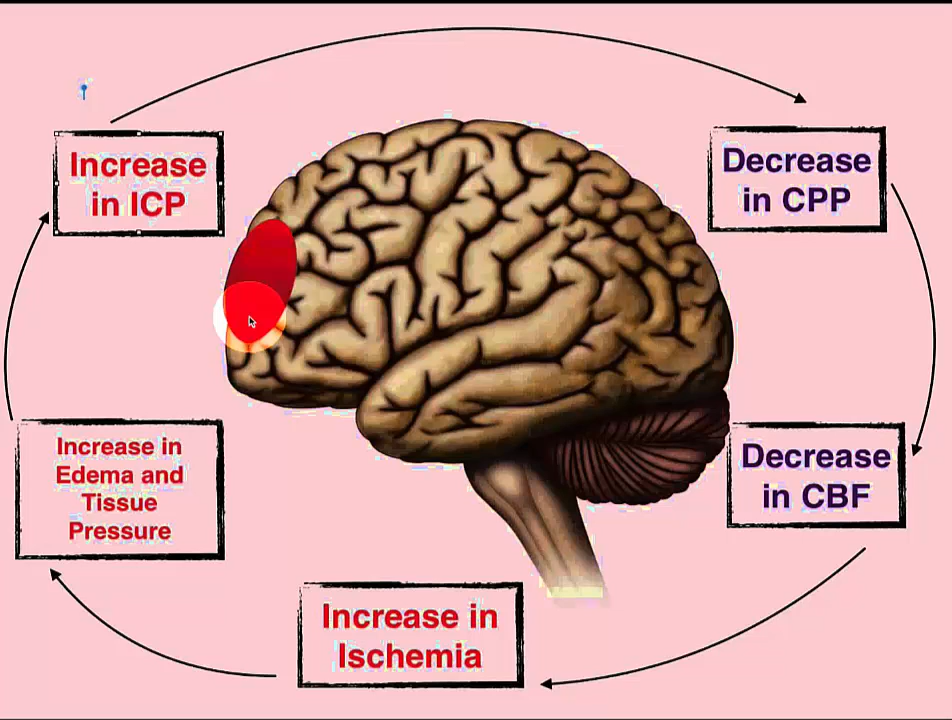 Increase
in ICP
Decrease
in CPP
Decrease
in CBF
Increase in
Ischemia
Increase in
Edema and
Tissue
Pressure